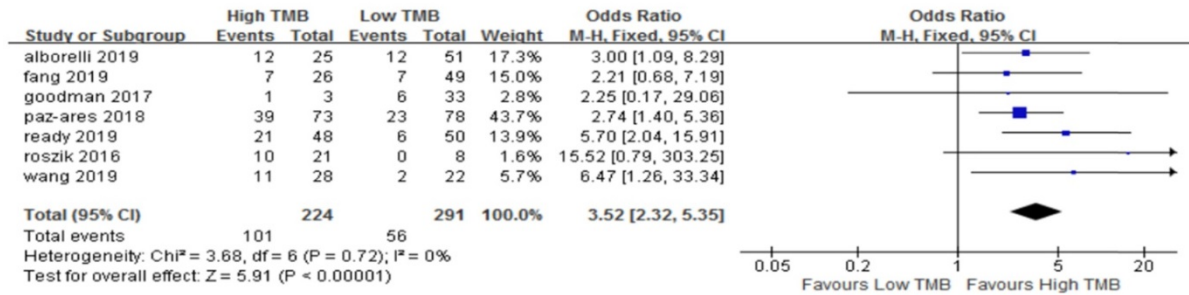 High TMB Low TMB Odds Ratio Odds Ratio
Study or Subgroup Events Total Events Total Weight M-H, Fixed, 95% CI M-H, Fixed, 95% CI
alborelli 2019 12 25 12 51 17.3% 3.00 [1.09, 8.29]
fang 2019 7 26 7 49 15.0% 2.21 [0.68, 7.19]
goodman 2017 1 3 6 33 2.8% 2.25 [0.17, 29.06]
paz-ares 2018 39 73 23 78 43.7% 2.74 [1.40, 5.36]
ready 2019 21 48 6 50 13.9% 5.70 [2.04, 15.91]
roszik 2016 10 21 0 8 1.6% 15.52 [0.79, 303.25]
wang 2019 11 28 2 22 5.7% 6.47 [1.26, 33.34]
Total (95% CI) 224 291 100.0% 3.52 [2.32, 5.35]
Total events 101 56
Heterogeneity: Chi² = 3.68, df = 6 (P = 0.72); I² = 0%
Test for overall effect: Z = 5.91 (P < 0.00001)
0.05 0.2 1 5 20
Favours Low TMB Favours High TMB